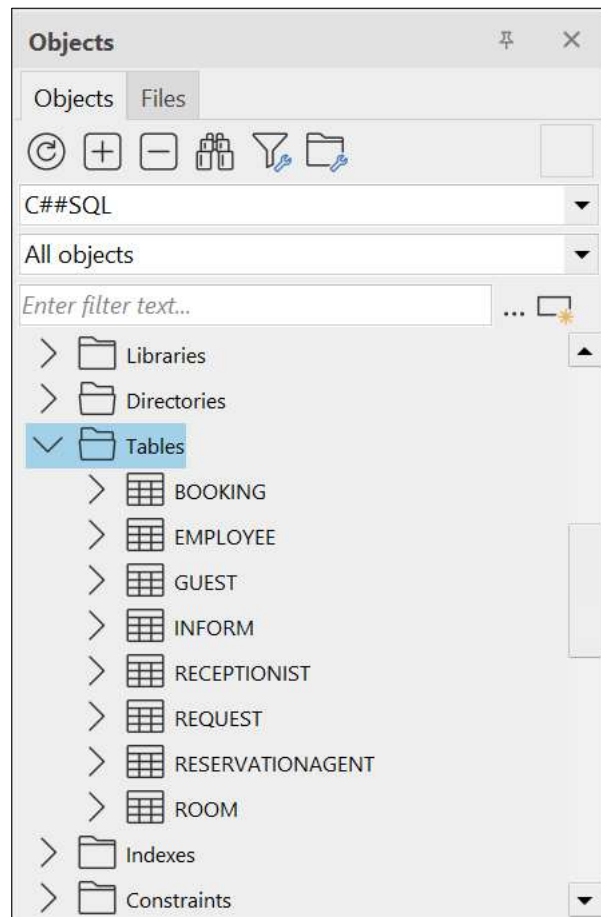 Objects
Objects Files
C##SQL
All objects
Enter filter text... ...
Libraries
Directories
Tables
BOOKING
EMPLOYEE
GUEST
INFORM
RECEPTIONIST
REQUEST
RESERVATIONAGENT
ROOM
Indexes
Constraints